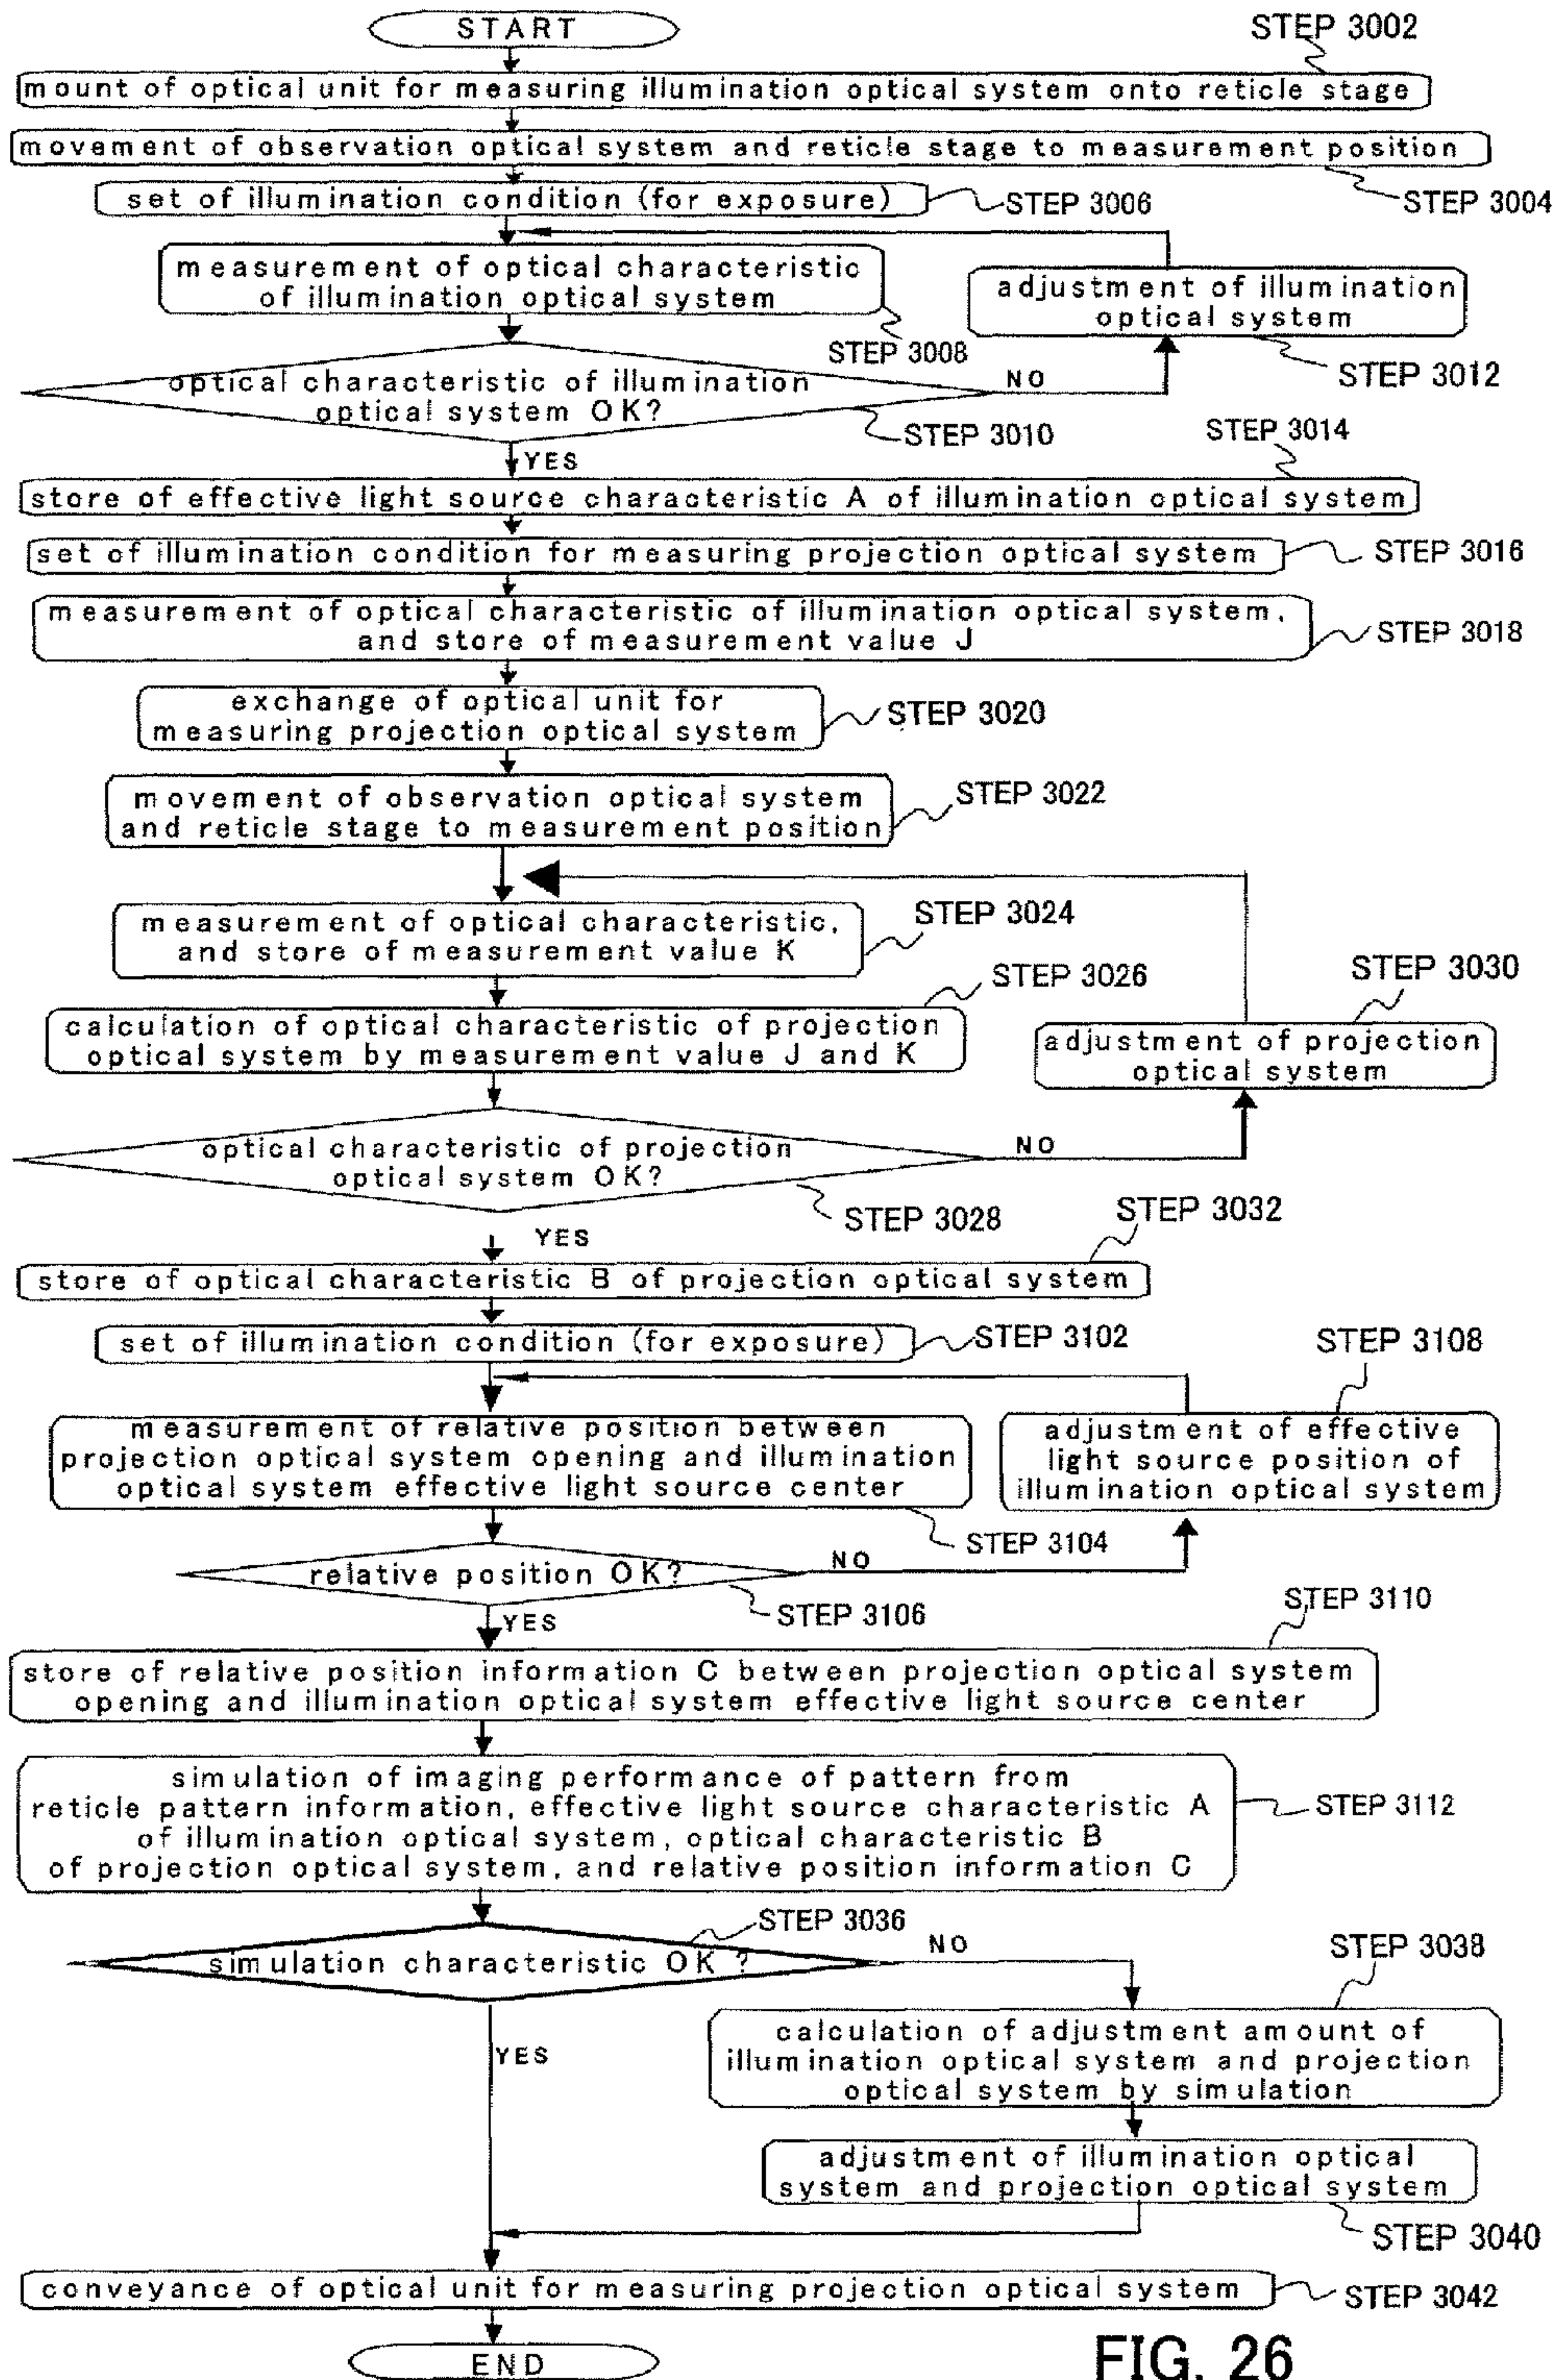 START
STEP 3002
mount of optical unit for measuring illumination optical system onto reticle stage
movement of observation optical system and reticle stage to measurement position
STEP 3004
set of illumination condition (for exposure)
STEP 3006
measurement of optical characteristic
of illumination optical system
STEP 3008
adjustment of illumination
optical system
STEP 3012
optical characteristic of illumination
optical system OK?
NO
STEP 3010
YES
STEP 3014
store of effective light source characteristic A of illumination optical system
set of illumination condition for measuring projection optical system
STEP 3016
measurement of optical characteristic of illumination optical system,
and store of measurement value J
STEP 3018
exchange of optical unit for
measuring projection optical system
STEP 3020
movement of observation optical system
and reticle stage to measurement position
STEP 3022
measurement of optical characteristic,
and store of measurement value K
STEP 3024
STEP 3026
calculation of optical characteristic of projection
optical system by measurement value J and K
STEP 3030
adjustment of projection
optical system
optical characteristic of projection
optical system OK?
NO
STEP 3028
YES
STEP 3032
store of optical characteristic B of projection optical system
set of illumination condition (for exposure)
STEP 3102
STEP 3108
measurement of relative position between
projection optical system opening and illumination
optical system effective light source center
STEP 3104
adjustment of effective
light source position of
illumination optical system
relative position OK?
NO
STEP 3106
YES
STEP 3110
store of relative position information C between projection optical system
opening and illumination optical system effective light source center
simulation of imaging performance of pattern from
reticle pattern information, effective light source characteristic A
of illumination optical system, optical characteristic B
of projection optical system, and relative position information C
STEP 3112
STEP 3036
simulation characteristic OK ?
NO
STEP 3038
YES
calculation of adjustment amount of
illumination optical system and projection
optical system by simulation
adjustment of illumination optical
system and projection optical system
STEP 3040
conveyance of optical unit for measuring projection optical system
STEP 3042
END
FIG. 26